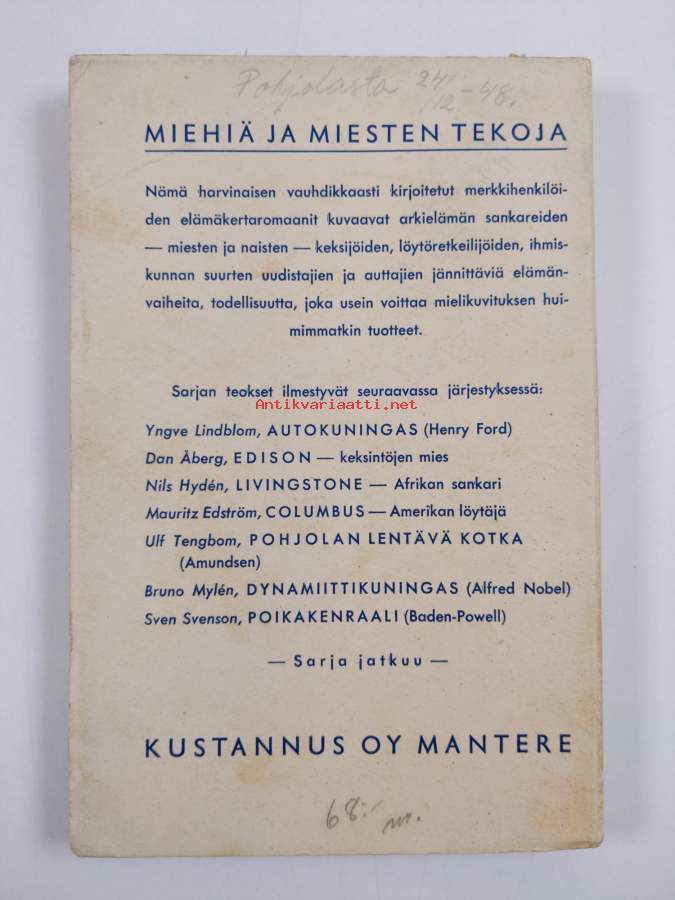 Pohjolasta 24/12-48.
MIEHIÄ JA MIESTEN TEKOJA
Nämä harvinaisen vauhdikkaasti kirjoitetut merkkihenkilöi-
den elämäkertaromaanit kuvaavat arkielämän sankareiden
— miesten ja naisten — keksijöiden, löytöretkeilijöiden, ihmis-
kunnan suurten uudistajien ja auttajien jännittäviä elämän-
vaiheita, todellisuutta, joka usein voittaa mielikuvituksen hui-
mimmatkin tuotteet.
Sarjan teokset ilmestyvät seuraavassa järjestyksessä:
Antikvariaatti.net
Yngve Lindblom, AUTOKUNINGAS (Henry Ford)
Dan Åberg, EDISON — keksintöjen mies
Nils Hydén, LIVINGSTONE — Afrikan sankari
Mauritz Edström, COLUMBUS — Amerikan löytäjä
Ulf Tengbom, POHJOLAN LENTÄVÄ KOTKA
(Amundsen)
Bruno Mylén, DYNAMIITTIKUNINGAS (Alfred Nobel)
Sven Svenson, POIKAKENRAALI (Baden-Powell)
— Sarja jatkuu —
KUSTANNUS OY MANTERE
68:-